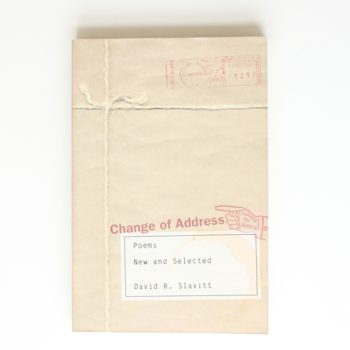 Change of Address
Poems
New and Selected
David R. Slavitt